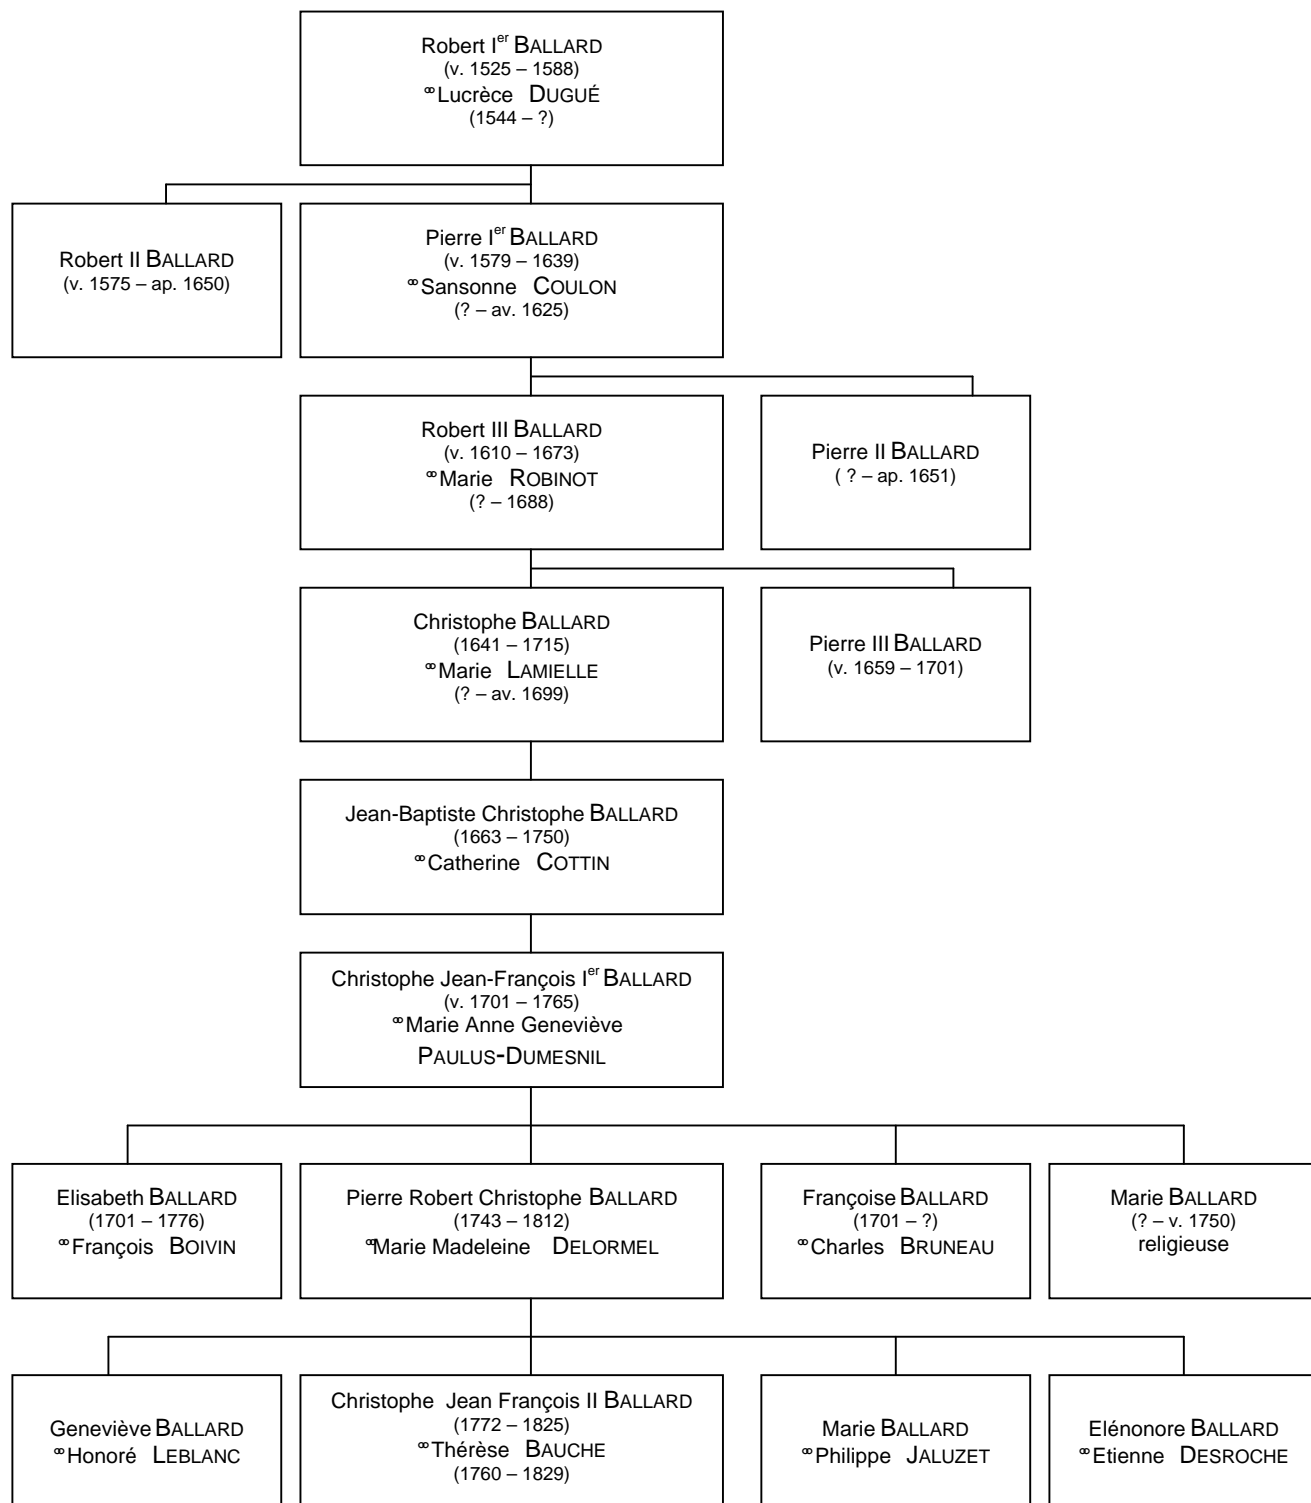 Robert Ier BALLARD
(v. 1525 – 1588)
⚭Lucrèce DUGUÉ
(1544 – ?)
Robert II BALLARD
(v. 1575 – ap. 1650)
Pierre Ier BALLARD
(v. 1579 – 1639)
⚭Sansonne COULON
(? – av. 1625)
Robert III BALLARD
(v. 1610 – 1673)
⚭Marie ROBINOT
(? – 1688)
Pierre II BALLARD
( ? – ap. 1651)
Christophe BALLARD
(1641 – 1715)
⚭Marie LAMIELLE
(? – av. 1699)
Pierre III BALLARD
(v. 1659 – 1701)
Jean-Baptiste Christophe BALLARD
(1663 – 1750)
⚭Catherine COTTIN
Christophe Jean-François Ier BALLARD
(v. 1701 – 1765)
⚭Marie Anne Geneviève
PAULUS-DUMESNIL
Elisabeth BALLARD
(1701 – 1776)
⚭François BOIVIN
Pierre Robert Christophe BALLARD
(1743 – 1812)
⚭Marie Madeleine DELORMEL
Françoise BALLARD
(1701 – ?)
⚭Charles BRUNEAU
Marie BALLARD
(? – v. 1750)
religieuse
Geneviève BALLARD
⚭Honoré LEBLANC
Christophe Jean François II BALLARD
(1772 – 1825)
⚭Thérèse BAUCHE
(1760 – 1829)
Marie BALLARD
⚭Philippe JALUZET
Elénonore BALLARD
⚭Etienne DESROCHE